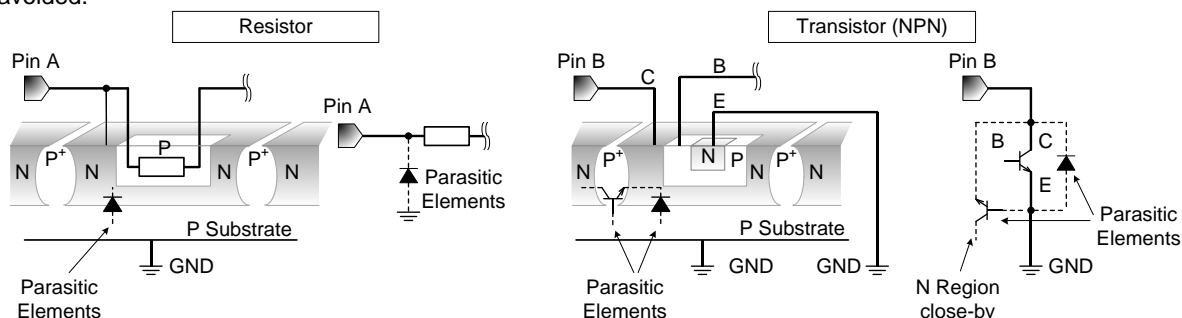 avoided.
Resistor
Transistor (NPN)
Pin A
Pin A
P
N
P+
N
N
P+
N
Parasitic
Elements
P Substrate
GND
Parasitic
Elements
Pin B
C
B
E
N
P+
N
N
P
P+
N
P Substrate
GND
GND
Parasitic
Elements
Pin B
B
C
E
Parasitic
Elements
GND
N Region
close-by